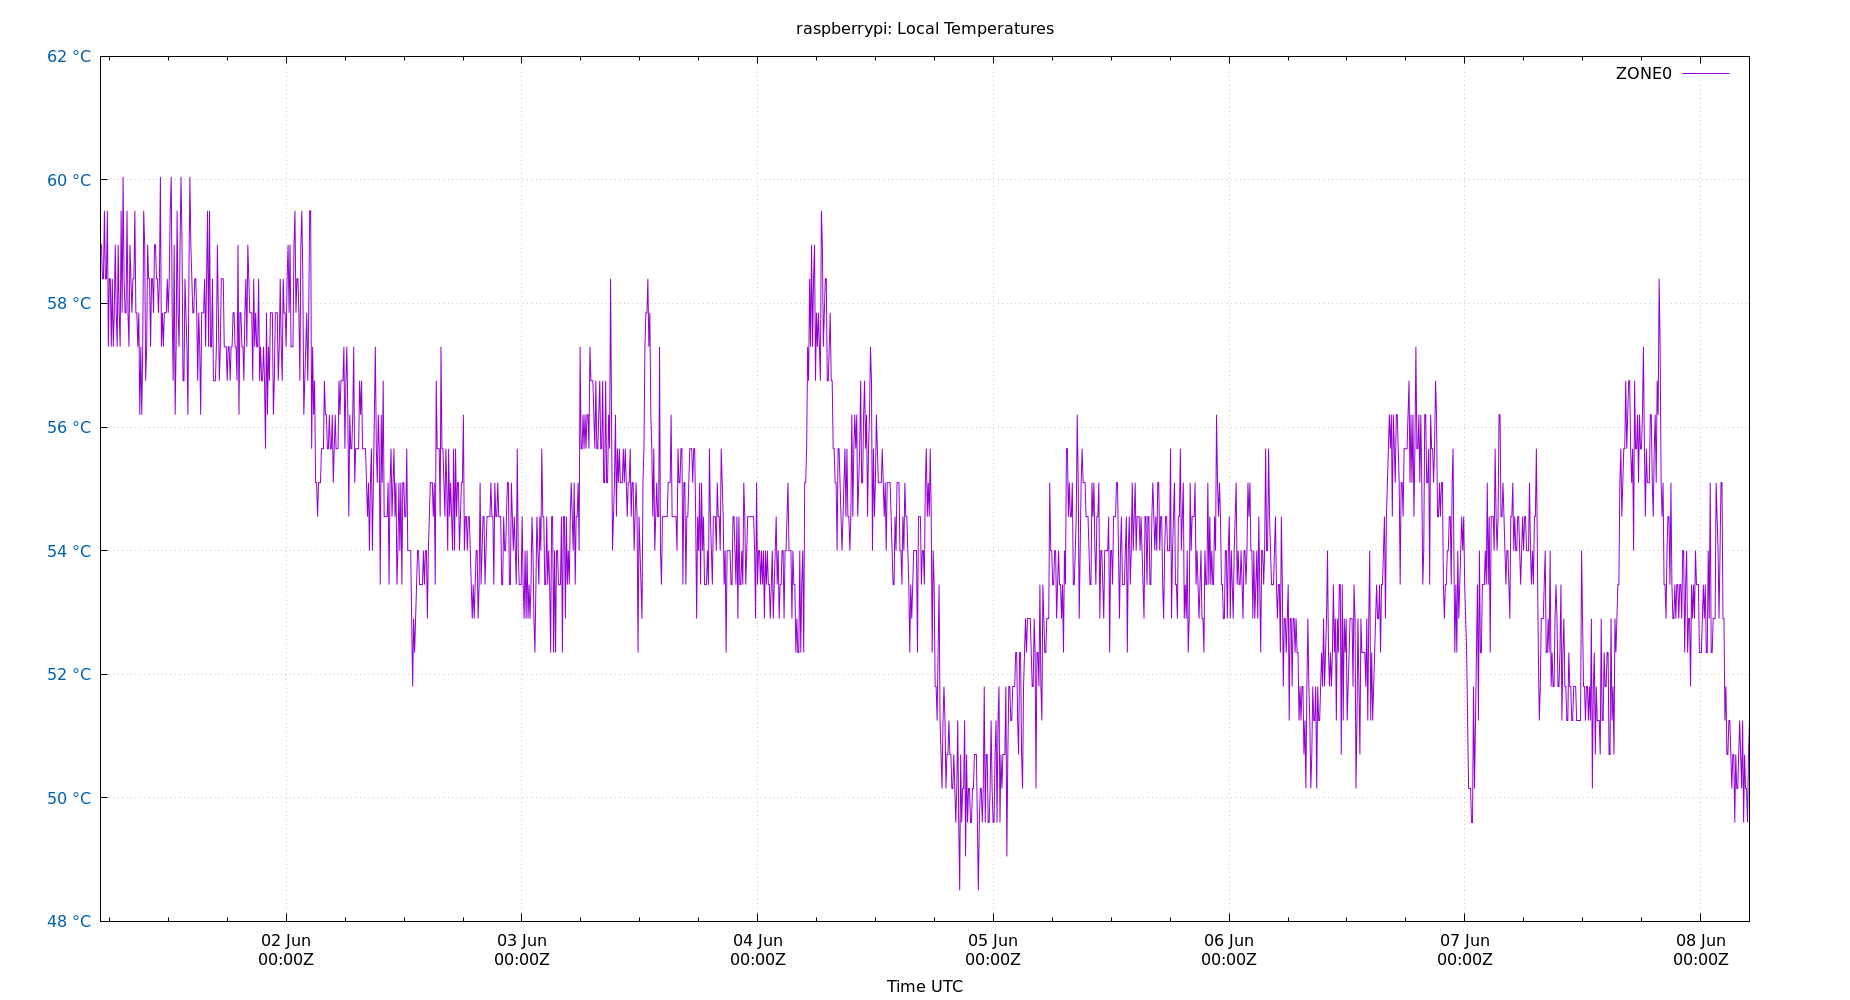 raspberrypi: Local Temperatures
62 °C
ZONE0
60 °C
58 °C
56 °C
54 °C
52 °C
50 °C
48 °C
02 Jun 03 Jun 04 Jun 05 Jun 06 Jun 07 Jun 08 Jun
00:00Z 00:00Z 00:00Z 00:00Z 00:00Z 00:00Z 00:00Z
Time UTC